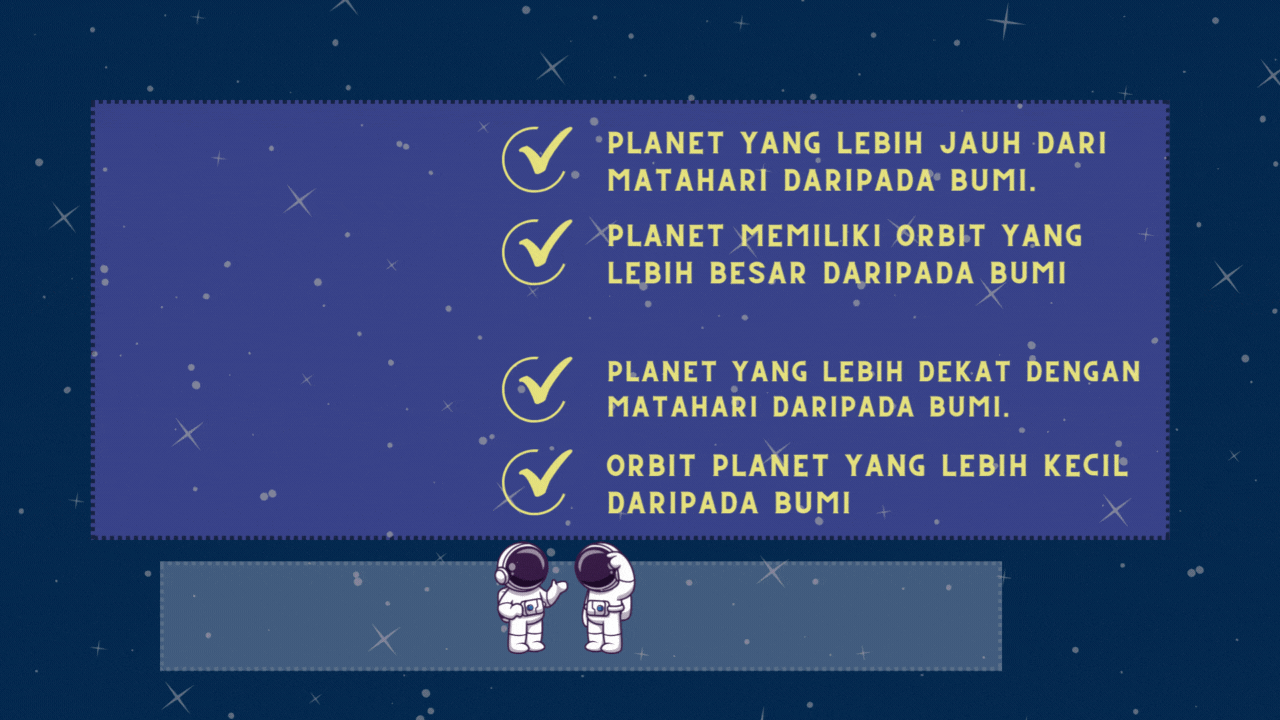 PLANET YANG LEBIH JAUH DARI
MATAHARI DARIPADA BUMI.
PLANET MEMILIKI ORBIT YANG
LEBIH BESAR DARIPADA BUMI
PLANET YANG LEBIH DEKAT DENGAN
MATAHARI DARIPADA BUMI.
ORBIT PLANET YANG LEBIH KECIL
DARIPADA BUMI